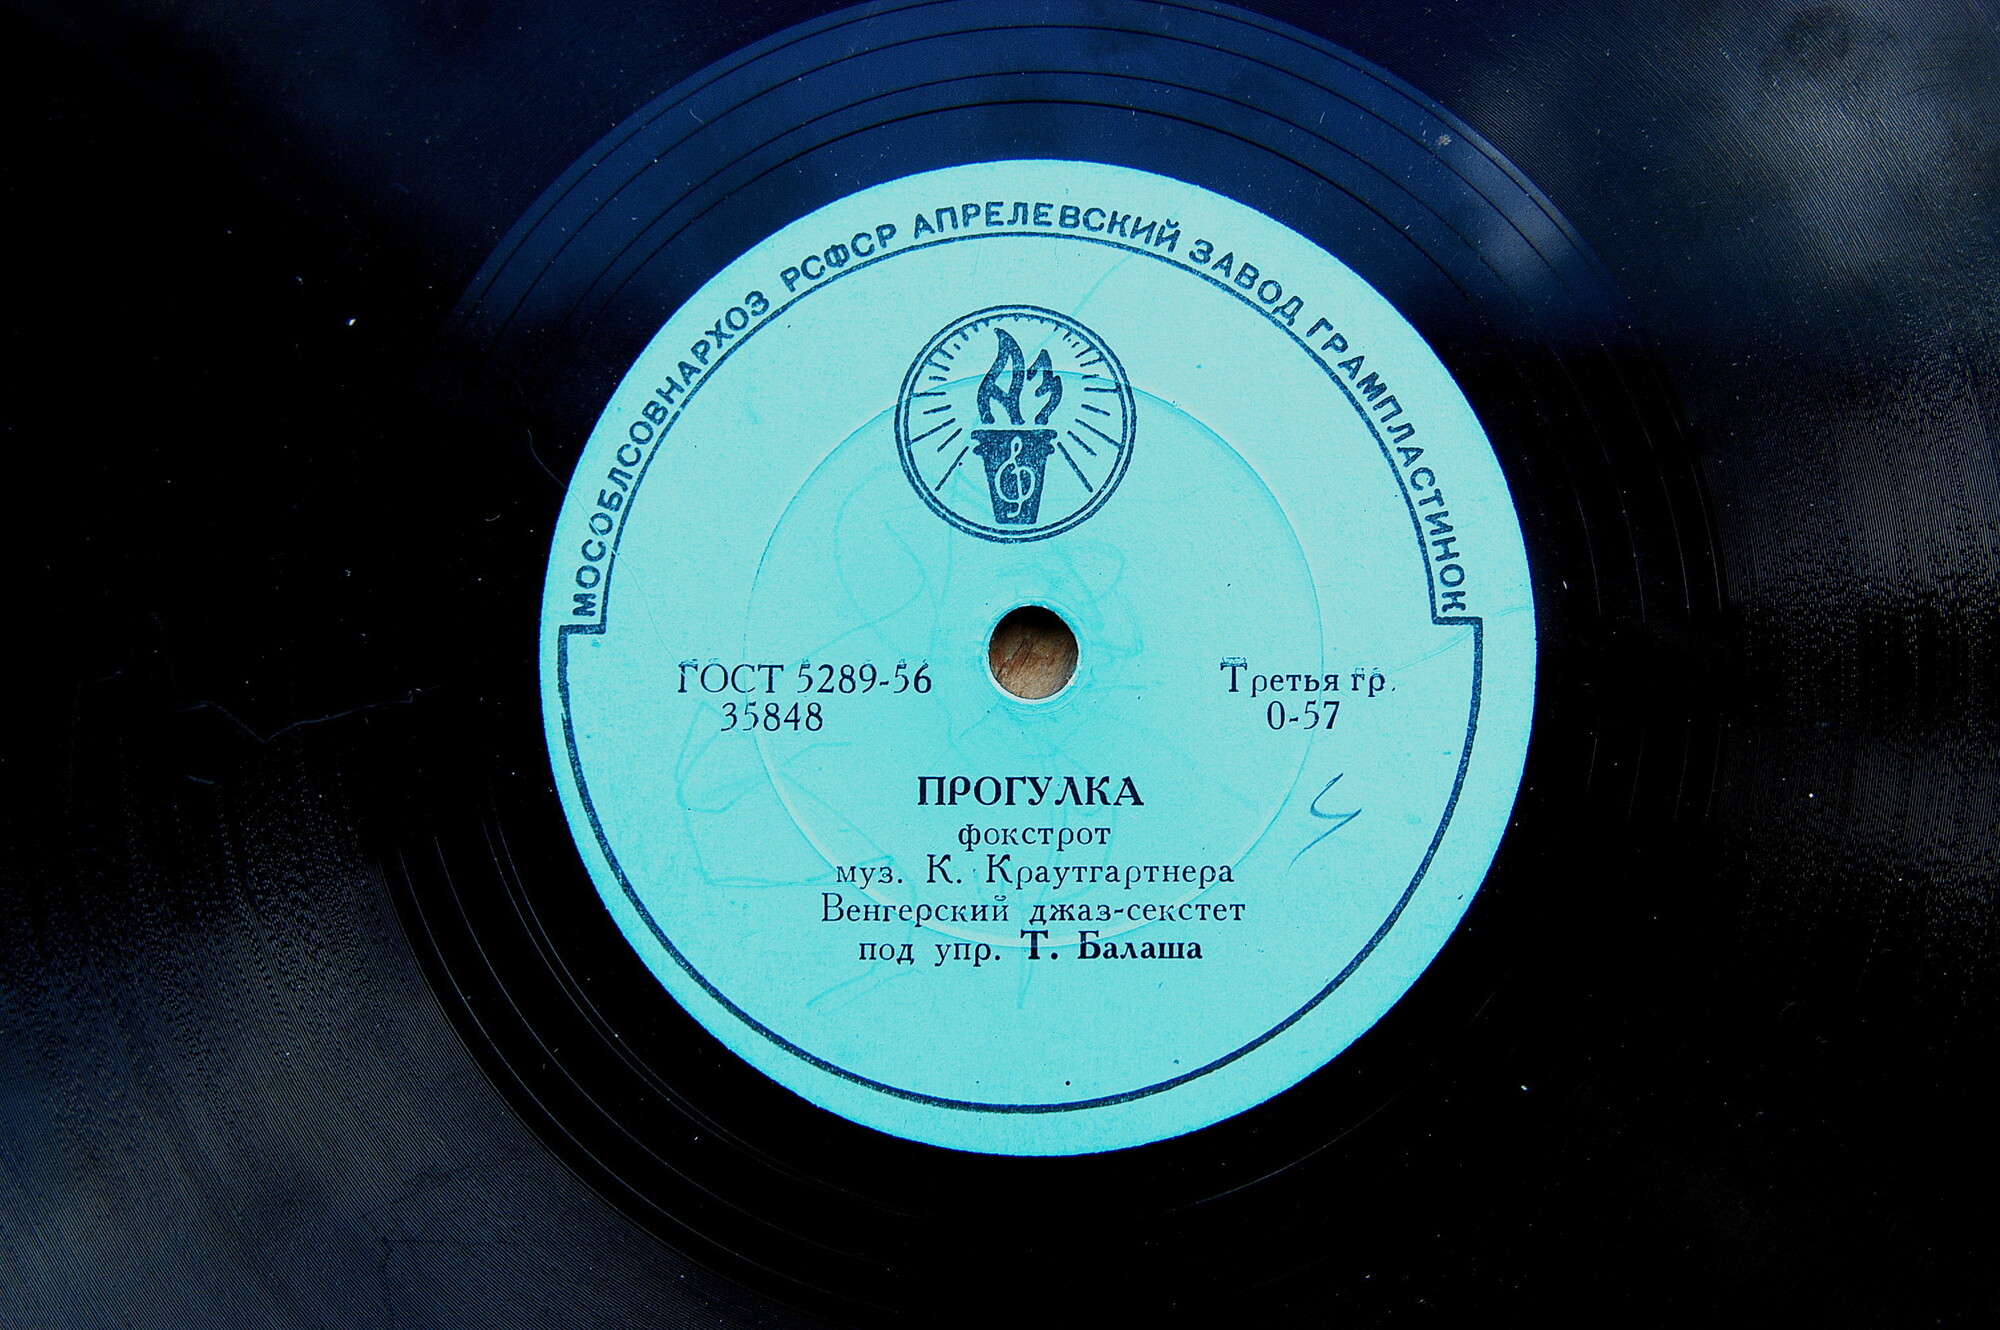 МОСОБЛСОВНАРХОЗ РСФСР АПРЕЛЕВСКИЙ ЗАВОД ГРАМПЛАСТИНОК
АЗ
ГОСТ 5289-56
35848
Третья гр.
0-57
ПРОГУЛКА
фокстрот
муз. К. Краутгартнера
Венгерский джаз-секстет
под упр. Т. Балаша